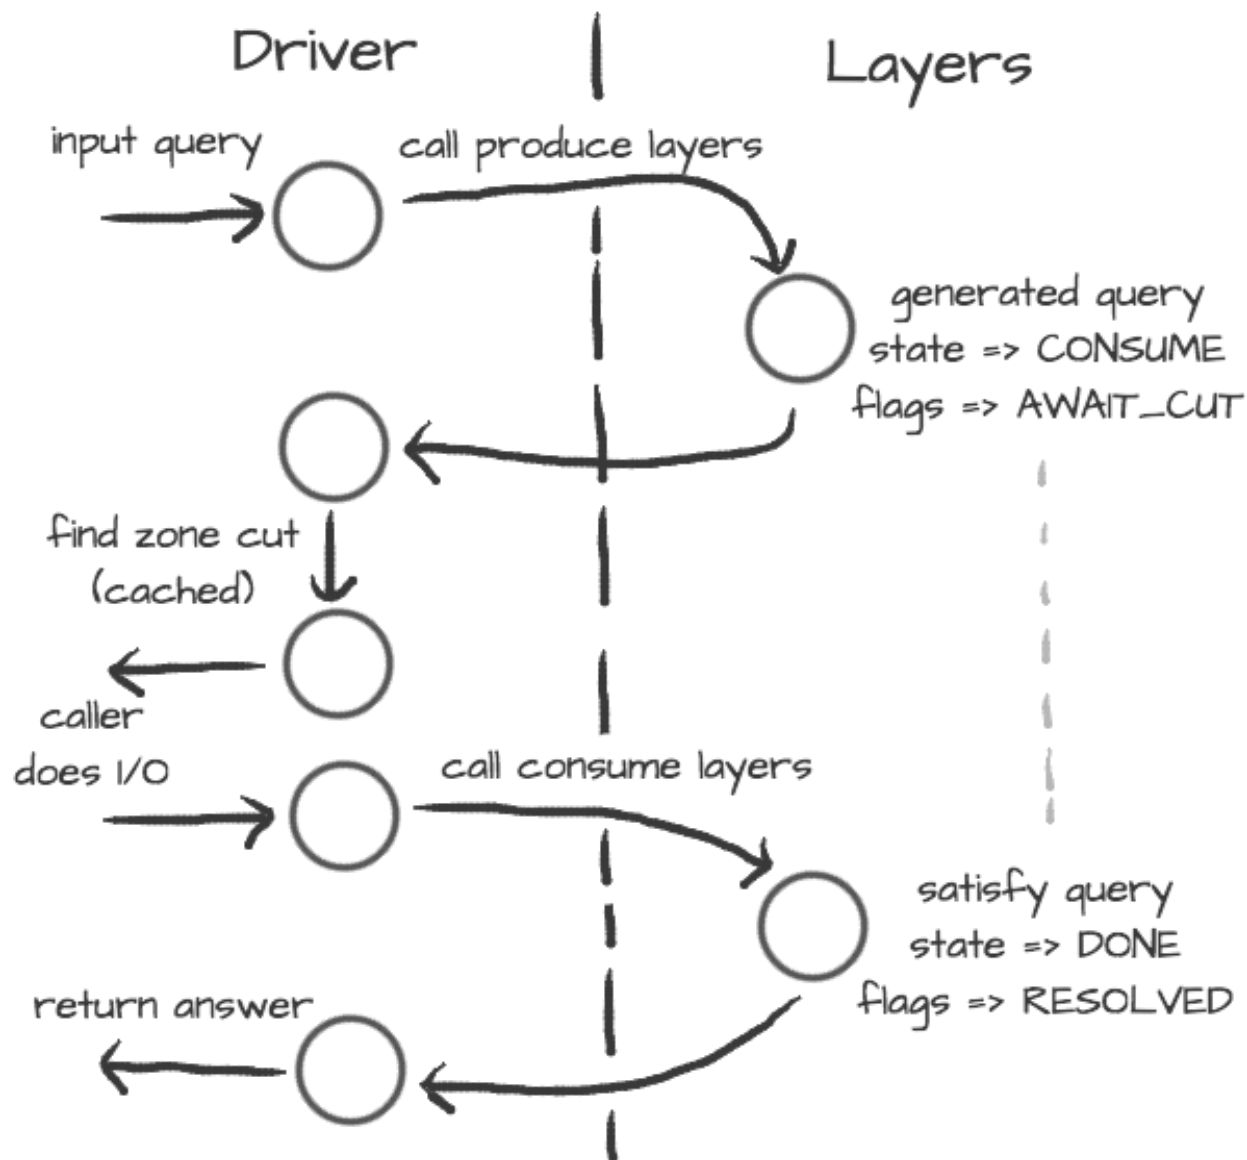 Driver
Layers
input query
call produce layers
generated query
state => CONSUME
flags => AWAIT_CUT
find zone cut
(cached)
caller
does I/O
call consume layers
satisfy query
state => DONE
flags => RESOLVED
return answer